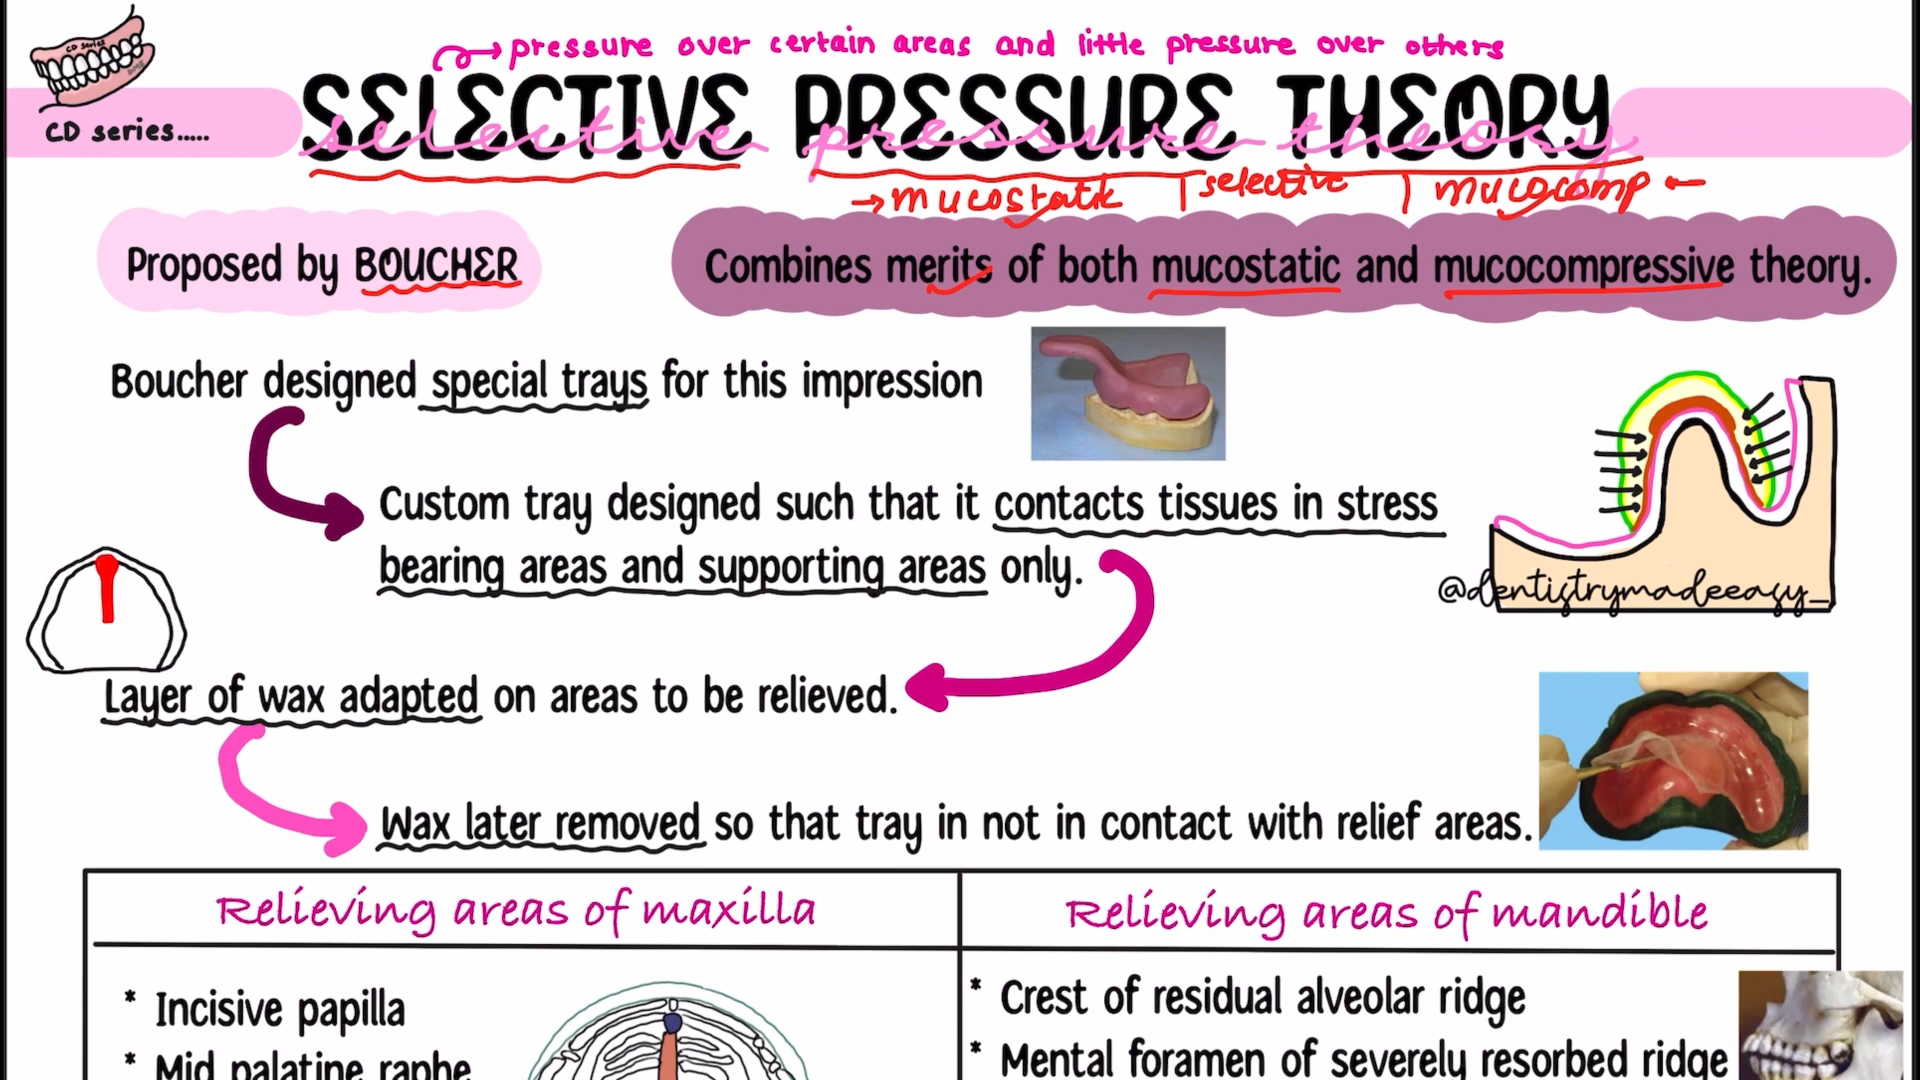 pressure over certain areas and little pressure over others
CD series
CD series.....
SELECTIVE PRESSURE THEORY
selective pressure theory
→ mucostatic | selective | mucocomp ←
Proposed by BOUCHER
Combines merits of both mucostatic and mucocompressive theory.
Boucher designed special trays for this impression
Custom tray designed such that it contacts tissues in stress
bearing areas and supporting areas only.
@dentistrymadeeasy_
Layer of wax adapted on areas to be relieved.
Wax later removed so that tray in not in contact with relief areas.
Relieving areas of maxilla
Relieving areas of mandible
* Incisive papilla
* Mid palatine raphe
* Crest of residual alveolar ridge
* Mental foramen of severely resorbed ridge